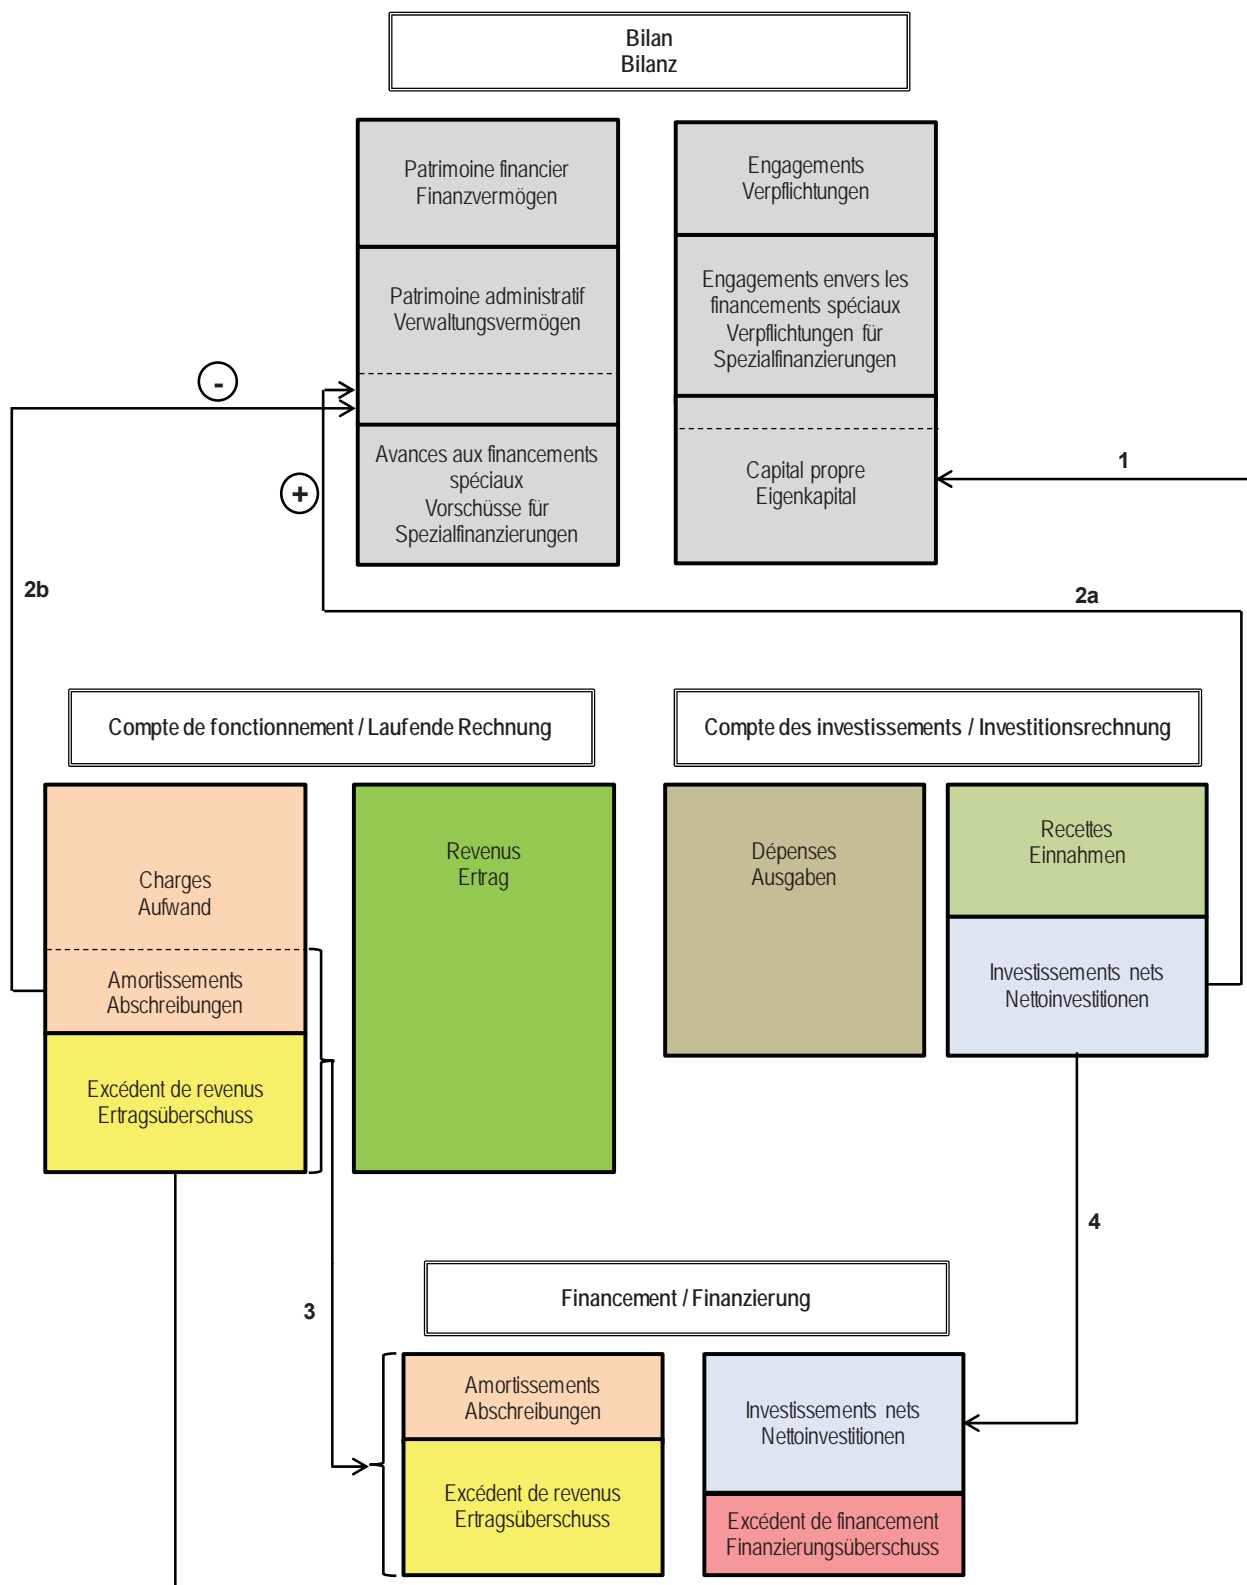 Bilan
Bilanz
Patrimoine financier
Finanzvermögen
Engagements
Verpflichtungen
Patrimoine administratif
Verwaltungsvermögen
Engagements envers les
financements spéciaux
Verpflichtungen für
Spezialfinanzierungen
-
+
Avances aux financements
spéciaux
Vorschüsse für
Spezialfinanzierungen
Capital propre
Eigenkapital
1
2b
2a
Compte de fonctionnement / Laufende Rechnung
Compte des investissements / Investitionsrechnung
Charges
Aufwand
Amortissements
Abschreibungen
Excédent de revenus
Ertragsüberschuss
Revenus
Ertrag
Dépenses
Ausgaben
Recettes
Einnahmen
Investissements nets
Nettoinvestitionen
3
4
Financement / Finanzierung
Amortissements
Abschreibungen
Excédent de revenus
Ertragsüberschuss
Investissements nets
Nettoinvestitionen
Excédent de financement
Finanzierungsüberschuss